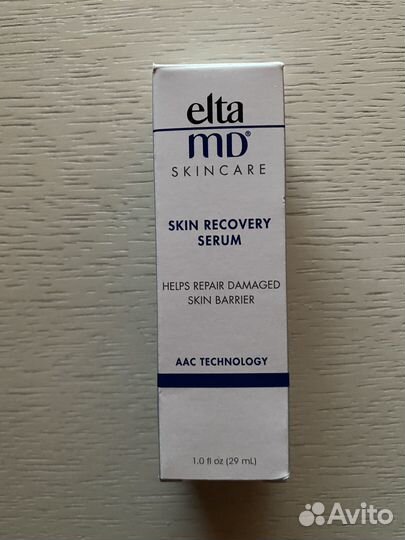 elta
MD®
SKINCARE
SKIN RECOVERY
SERUM
HELPS REPAIR DAMAGED
SKIN BARRIER
AAC TECHNOLOGY
1.0 fl oz (29 mL)
Avito